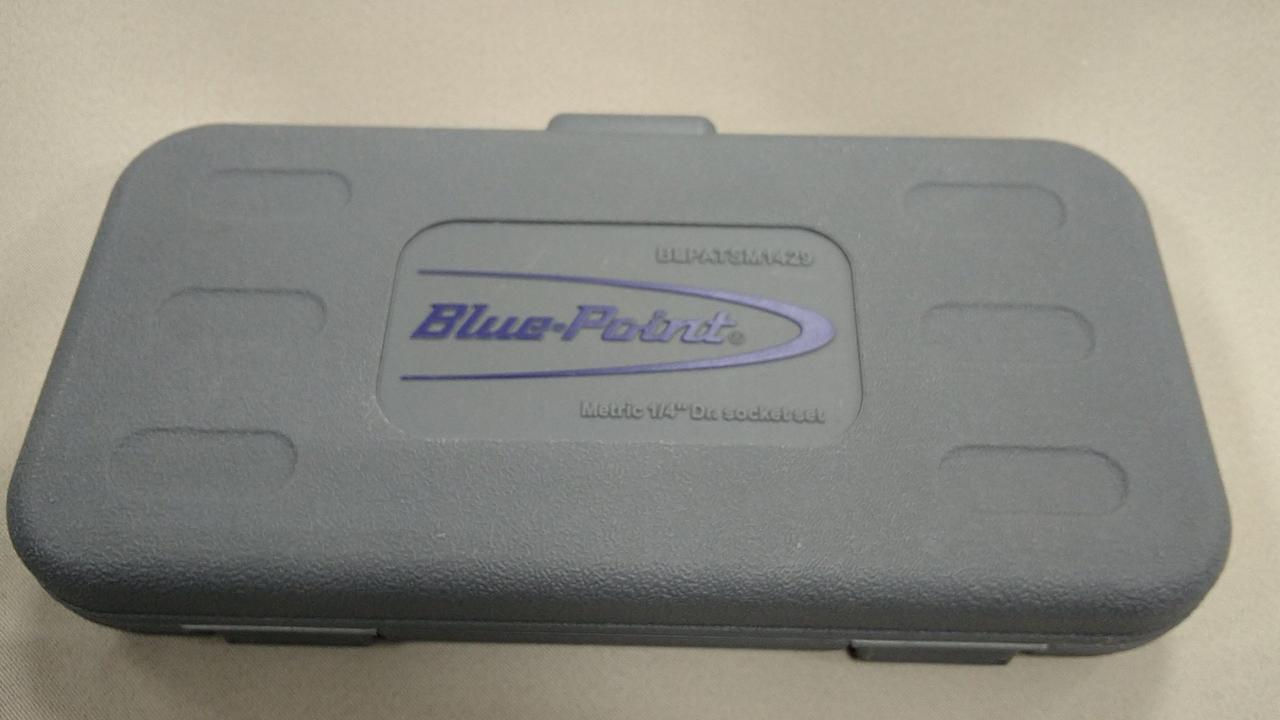 BLPATSM1429
Blue-Point®
Metric 1/4" Dr. socket set